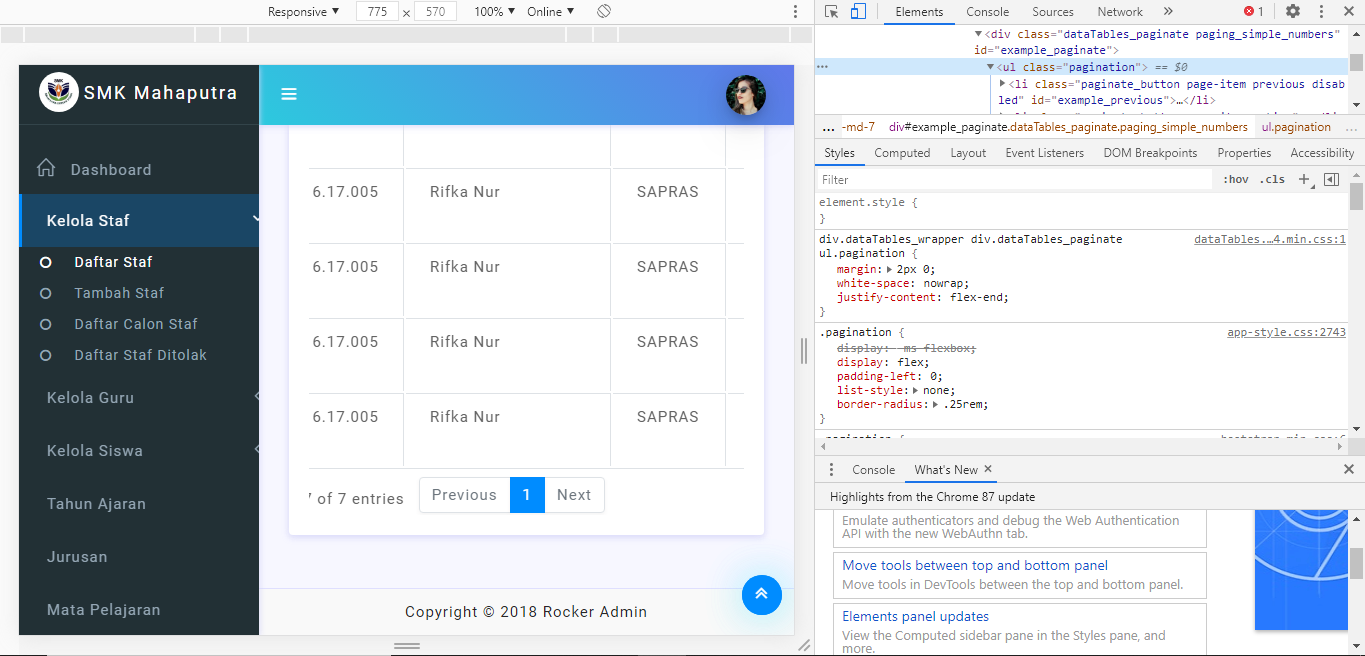 Responsive ▼ 775 × 570 100% ▼ Online ▼
SMK Mahaputra
Dashboard
Kelola Staf
Daftar Staf
Tambah Staf
Daftar Calon Staf
Daftar Staf Ditolak
Kelola Guru
Kelola Siswa
Tahun Ajaran
Jurusan
Mata Pelajaran
6.17.005 Rifka Nur SAPRAS
6.17.005 Rifka Nur SAPRAS
6.17.005 Rifka Nur SAPRAS
6.17.005 Rifka Nur SAPRAS
of 7 entries Previous 1 Next
Copyright © 2018 Rocker Admin
Elements Console Sources Network » 1
▼<div class="dataTables_paginate paging_simple_numbers"
id="example_paginate">
… ▼<ul class="pagination"> == $0
▶<li class="paginate_button page-item previous disab
led" id="example_previous">…</li>
… -md-7 div#example_paginate.dataTables_paginate.paging_simple_numbers ul.pagination …
Styles Computed Layout Event Listeners DOM Breakpoints Properties Accessibility
Filter :hov .cls +
element.style {
}
div.dataTables_wrapper div.dataTables_paginate dataTables.…4.min.css:1
ul.pagination {
margin: ▶ 2px 0;
white-space: nowrap;
justify-content: flex-end;
}
.pagination { app-style.css:2743
display: -ms-flexbox;
display: flex;
padding-left: 0;
list-style: ▶ none;
border-radius: ▶ .25rem;
}
Console What's New ×
Highlights from the Chrome 87 update
Emulate authenticators and debug the Web Authentication
API with the new WebAuthn tab.
Move tools between top and bottom panel
Move tools in DevTools between the top and bottom panel.
Elements panel updates
View the Computed sidebar pane in the Styles pane, and
more.